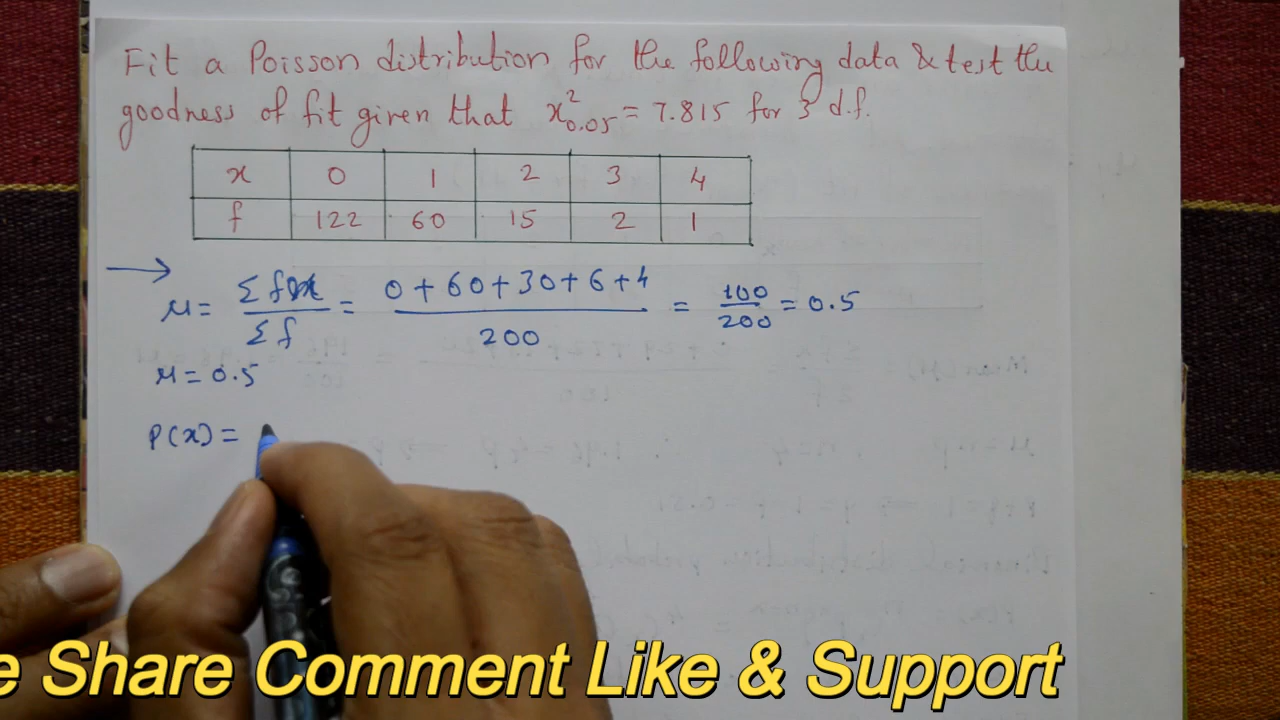 Fit a Poisson distribution for the following data & test the
goodness of fit given that x²0.05 = 7.815 for 3 d.f.
x 0 1 2 3 4
f 122 60 15 2 1
→ μ = Σfx / Σf = 0+60+30+6+4 / 200 = 100 / 200 = 0.5
μ = 0.5
P(x) =
e Share Comment Like & Support